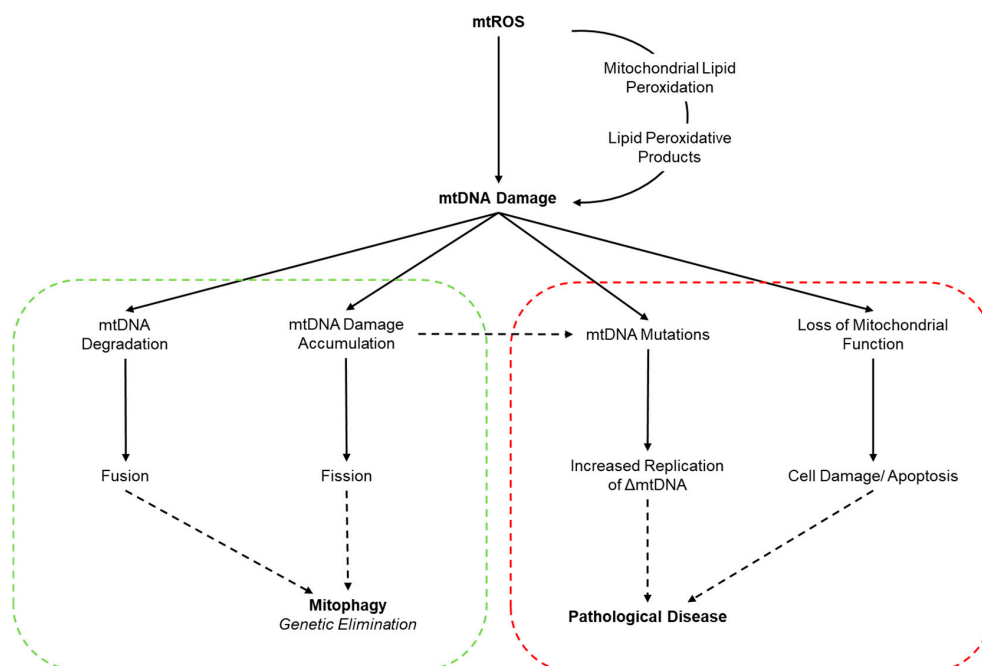 mtROS
Mitochondrial Lipid
Peroxidation
Lipid Peroxidative
Products
mtDNA Damage
mtDNA
Degradation
mtDNA Damage
Accumulation
mtDNA Mutations
Loss of Mitochondrial
Function
Fusion
Fission
Increased Replication
of ΔmtDNA
Cell Damage/ Apoptosis
Mitophagy
Genetic Elimination
Pathological Disease